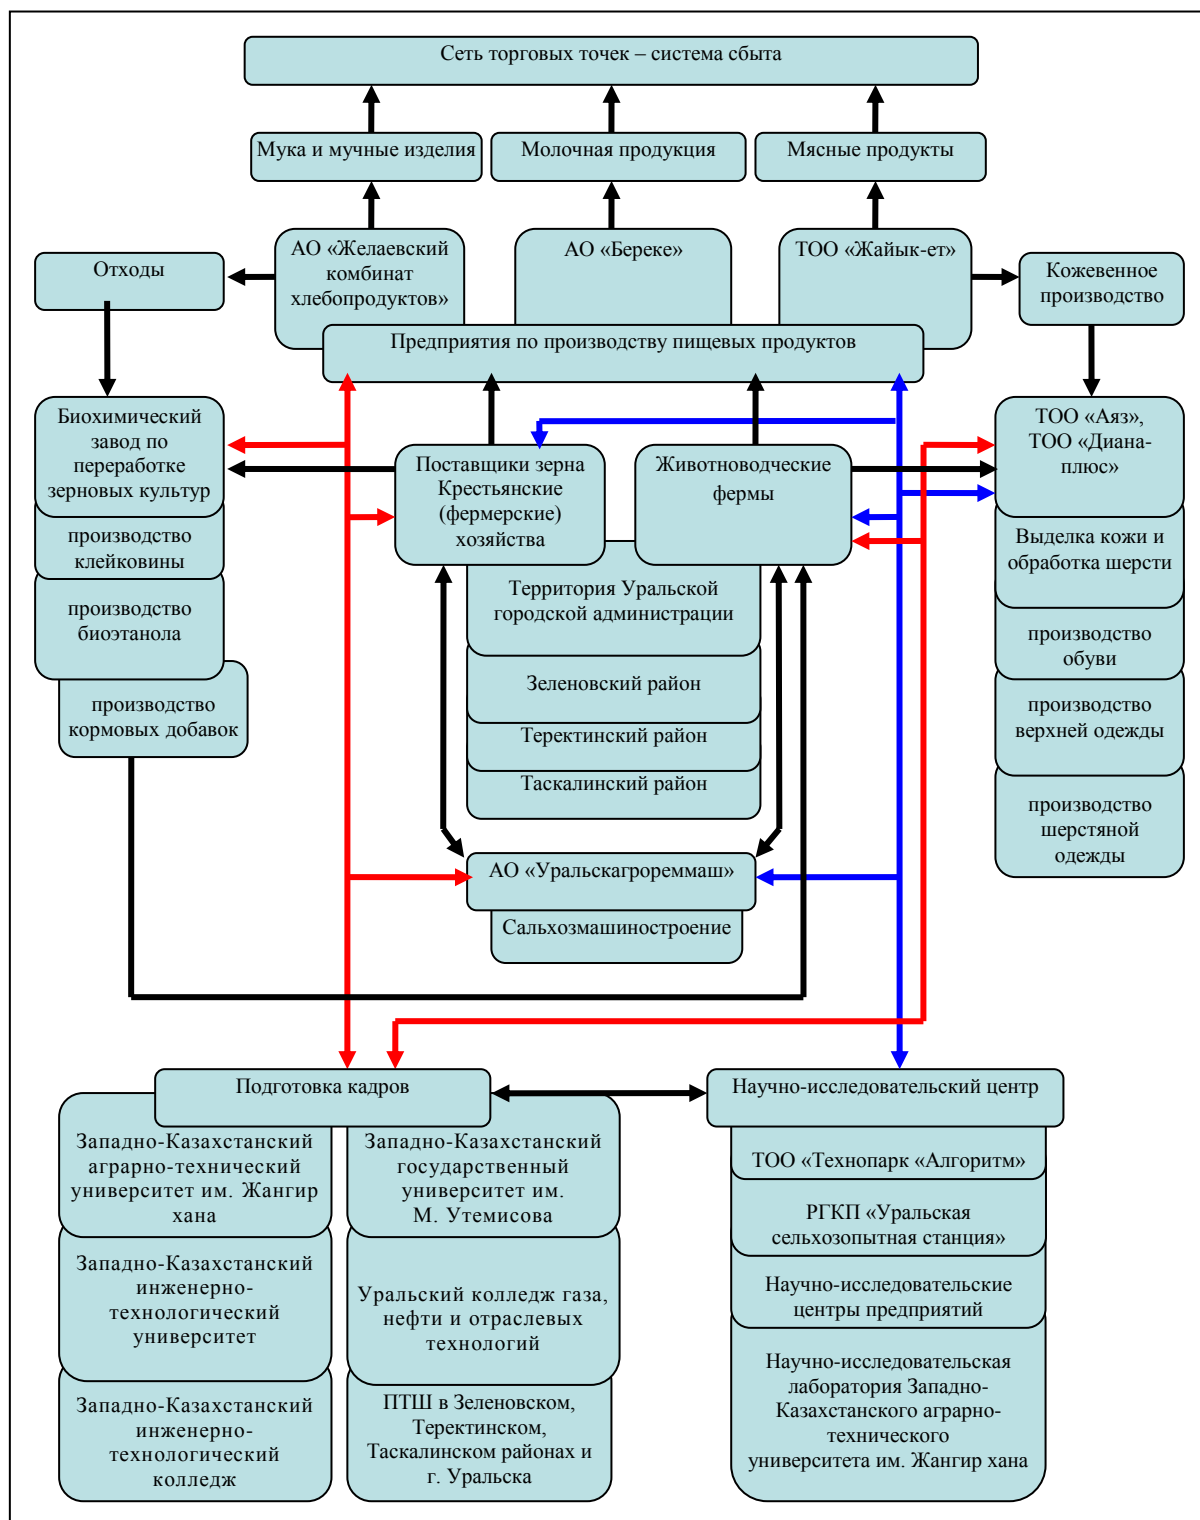 Сеть торговых точек – система сбыта
Мука и мучные изделия
Молочная продукция
Мясные продукты
АО «Желаевский
комбинат
хлебопродуктов»
АО «Береке»
ТОО «Жайык-ет»
Отходы
Кожевенное
производство
Предприятия по производству пищевых продуктов
Биохимический
завод по
переработке
зерновых культур
Поставщики зерна
Крестьянские
(фермерские)
хозяйства
Животноводческие
фермы
ТОО «Аяз»,
ТОО «Диана-
плюс»
производство
клейковины
производство
биоэтанола
производство
кормовых добавок
Территория Уральской
городской администрации
Зеленовский район
Теректинский район
Таскалинский район
Выделка кожи и
обработка шерсти
производство
обуви
производство
верхней одежды
производство
шерстяной
одежды
АО «Уральскагрореммаш»
Сальхозмашиностроение
Подготовка кадров
Научно-исследовательский центр
Западно-Казахстанский
аграрно-технический
университет им. Жангир
хана
Западно-Казахстанский
государственный
университет им.
М. Утемисова
ТОО «Технопарк «Алгоритм»
РГКП «Уральская
сельхозопытная станция»
Западно-Казахстанский
инженерно-
технологический
университет
Уральский колледж газа,
нефти и отраслевых
технологий
Научно-исследовательские
центры предприятий
Западно-Казахстанский
инженерно-
технологический
колледж
ПТШ в Зеленовском,
Теректинском,
Таскалинском районах и
г. Уральска
Научно-исследовательская
лаборатория Западно-
Казахстанского аграрно-
технического
университета им. Жангир хана